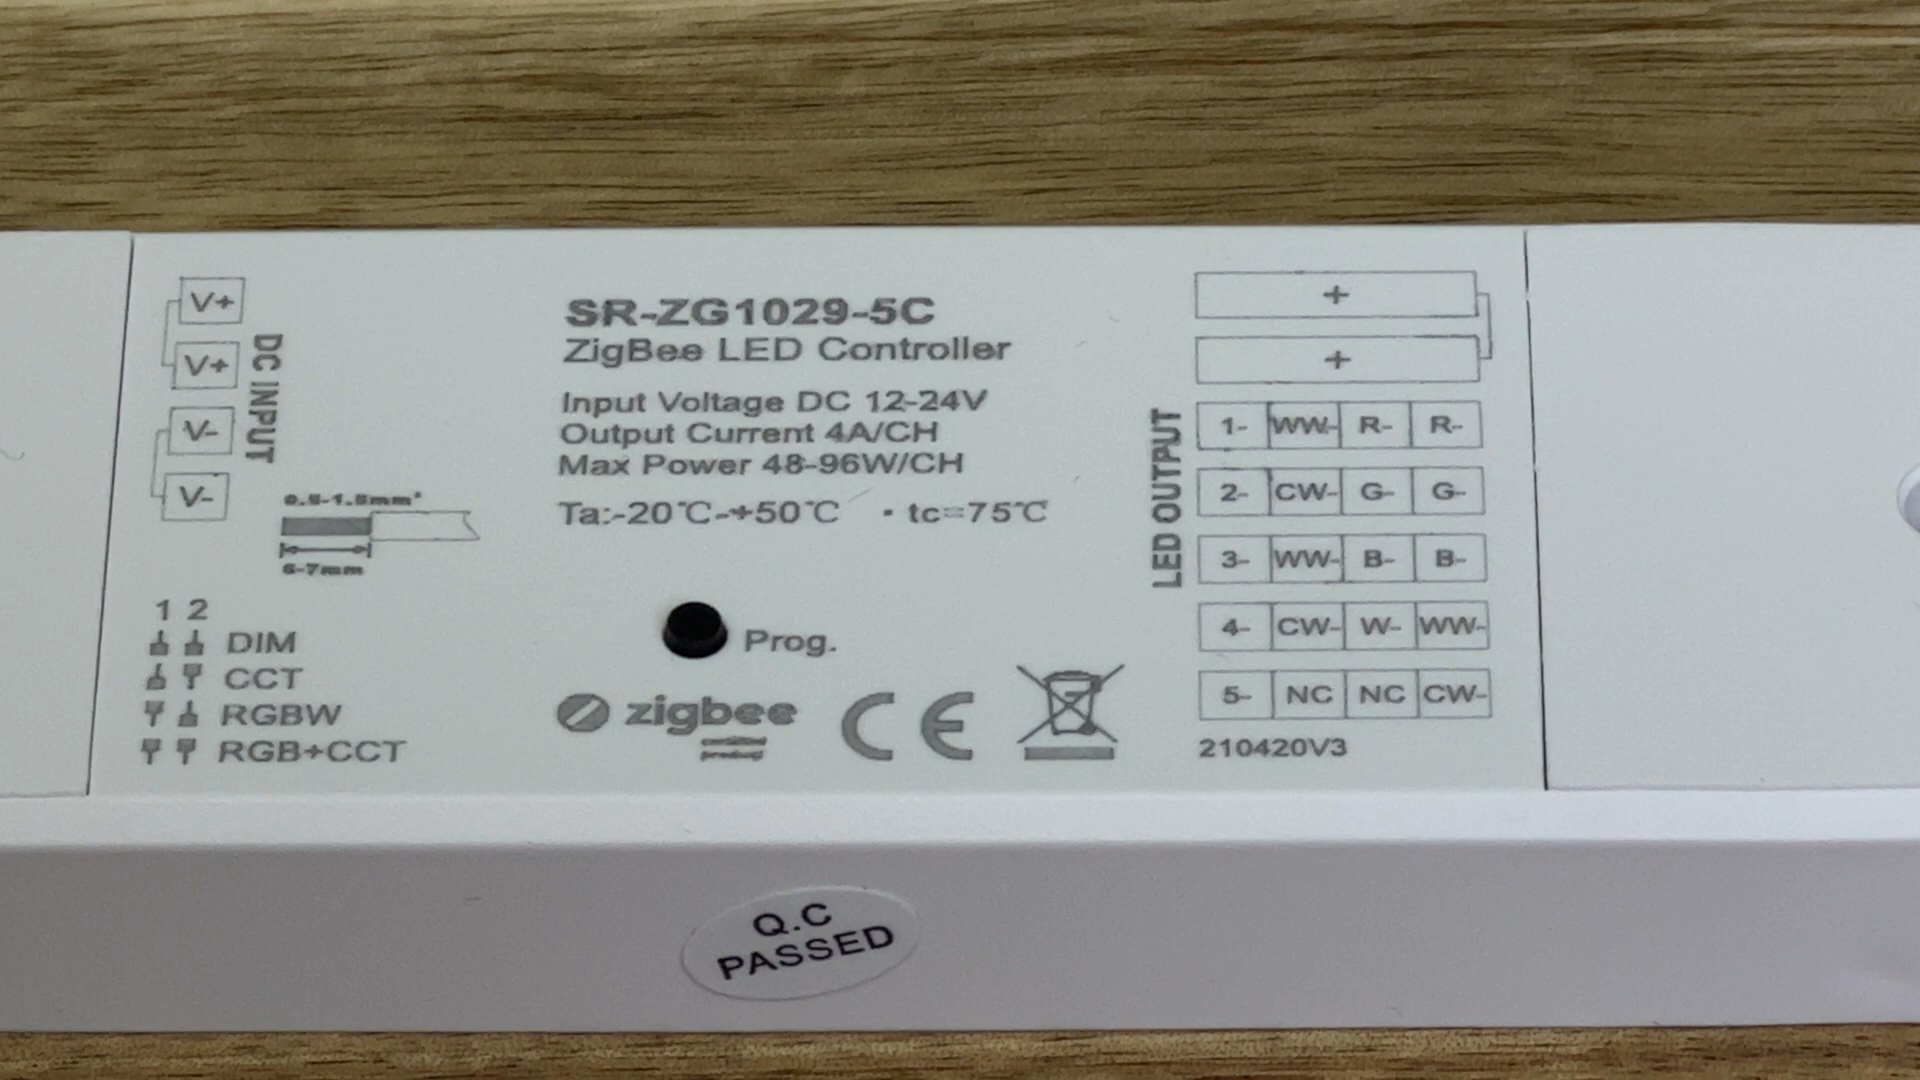 V+
V+
V-
V-
DC INPUT
0.5-1.5mm²
6-7mm
1 2
DIM
CCT
RGBW
RGB+CCT
SR-ZG1029-5C
ZigBee LED Controller
Input Voltage DC 12-24V
Output Current 4A/CH
Max Power 48-96W/CH
Ta:-20℃-+50℃ • tc=75℃
Prog.
zigbee
CE
LED OUTPUT
+
+
1- WW- R- R-
2- CW- G- G-
3- WW- B- B-
4- CW- W- WW-
5- NC NC CW-
210420V3
Q.C
PASSED